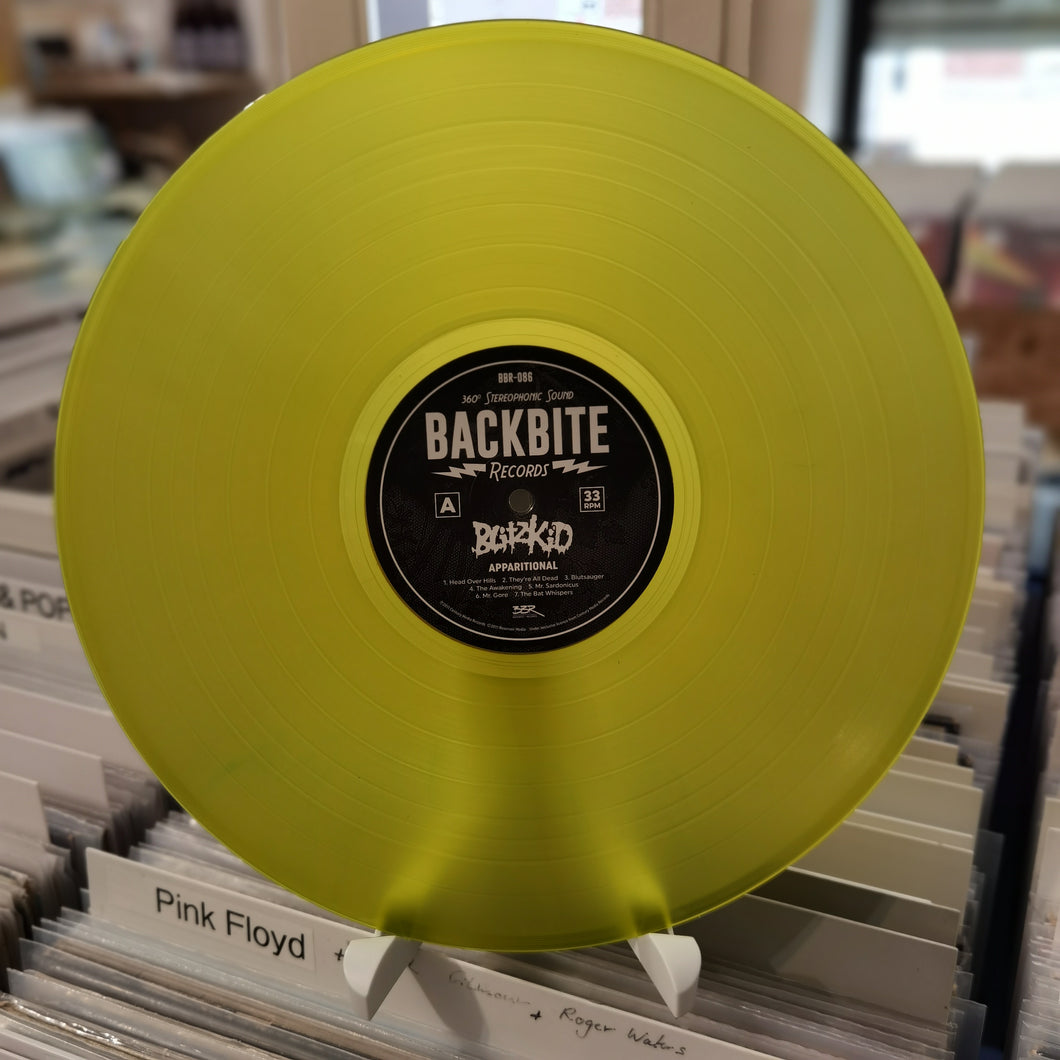 BBR-086
360° STEREOPHONIC SOUND
BACKBITE
RECORDS
A
33
RPM
BLITZKID
APPARITIONAL
1. Head Over Hills 2. They're All Dead 3. Blutsauger
4. The Awakening 5. Mr. Sardonicus
6. Mr. Gore 7. The Bat Whispers
BBR
& POP
N
Pink Floyd
+ Gilmour + Roger Waters